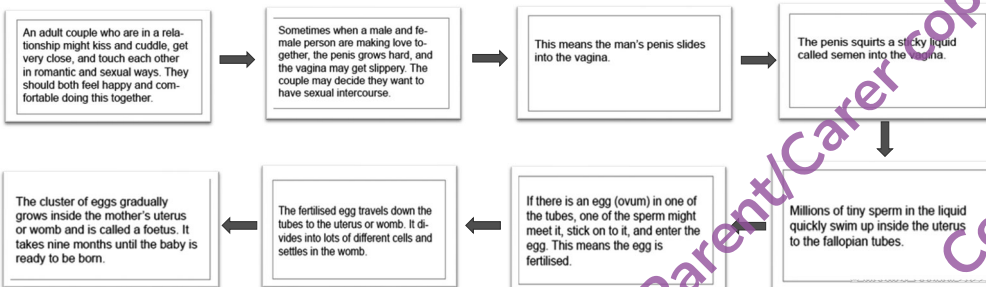 An adult couple who are in a rela-
tionship might kiss and cuddle, get
very close, and touch each other
in romantic and sexual ways. They
should both feel happy and com-
fortable doing this together.
Sometimes when a male and fe-
male person are making love to-
gether, the penis grows hard, and
the vagina may get slippery. The
couple may decide they want to
have sexual intercourse.
This means the man's penis slides
into the vagina.
The penis squirts a sticky liquid
called semen into the vagina.
Millions of tiny sperm in the liquid
quickly swim up inside the uterus
to the fallopian tubes.
If there is an egg (ovum) in one of
the tubes, one of the sperm might
meet it, stick on to it, and enter the
egg. This means the egg is
fertilised.
The fertilised egg travels down the
tubes to the uterus or womb. It di-
vides into lots of different cells and
settles in the womb.
The cluster of eggs gradually
grows inside the mother's uterus
or womb and is called a foetus. It
takes nine months until the baby is
ready to be born.
Parent/Carer copy